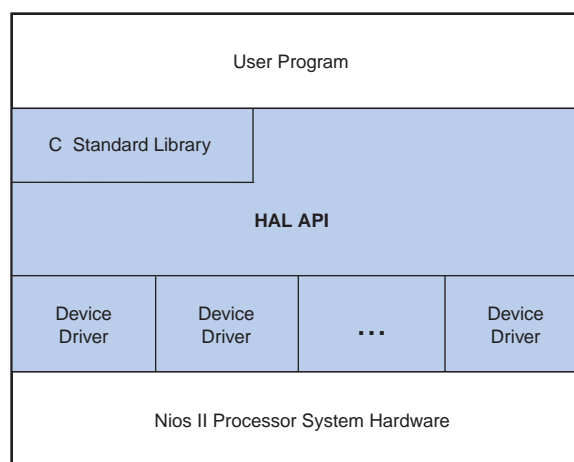 User Program
C Standard Library
HAL API
Device
Driver
Device
Driver
...
Device
Driver
Nios II Processor System Hardware